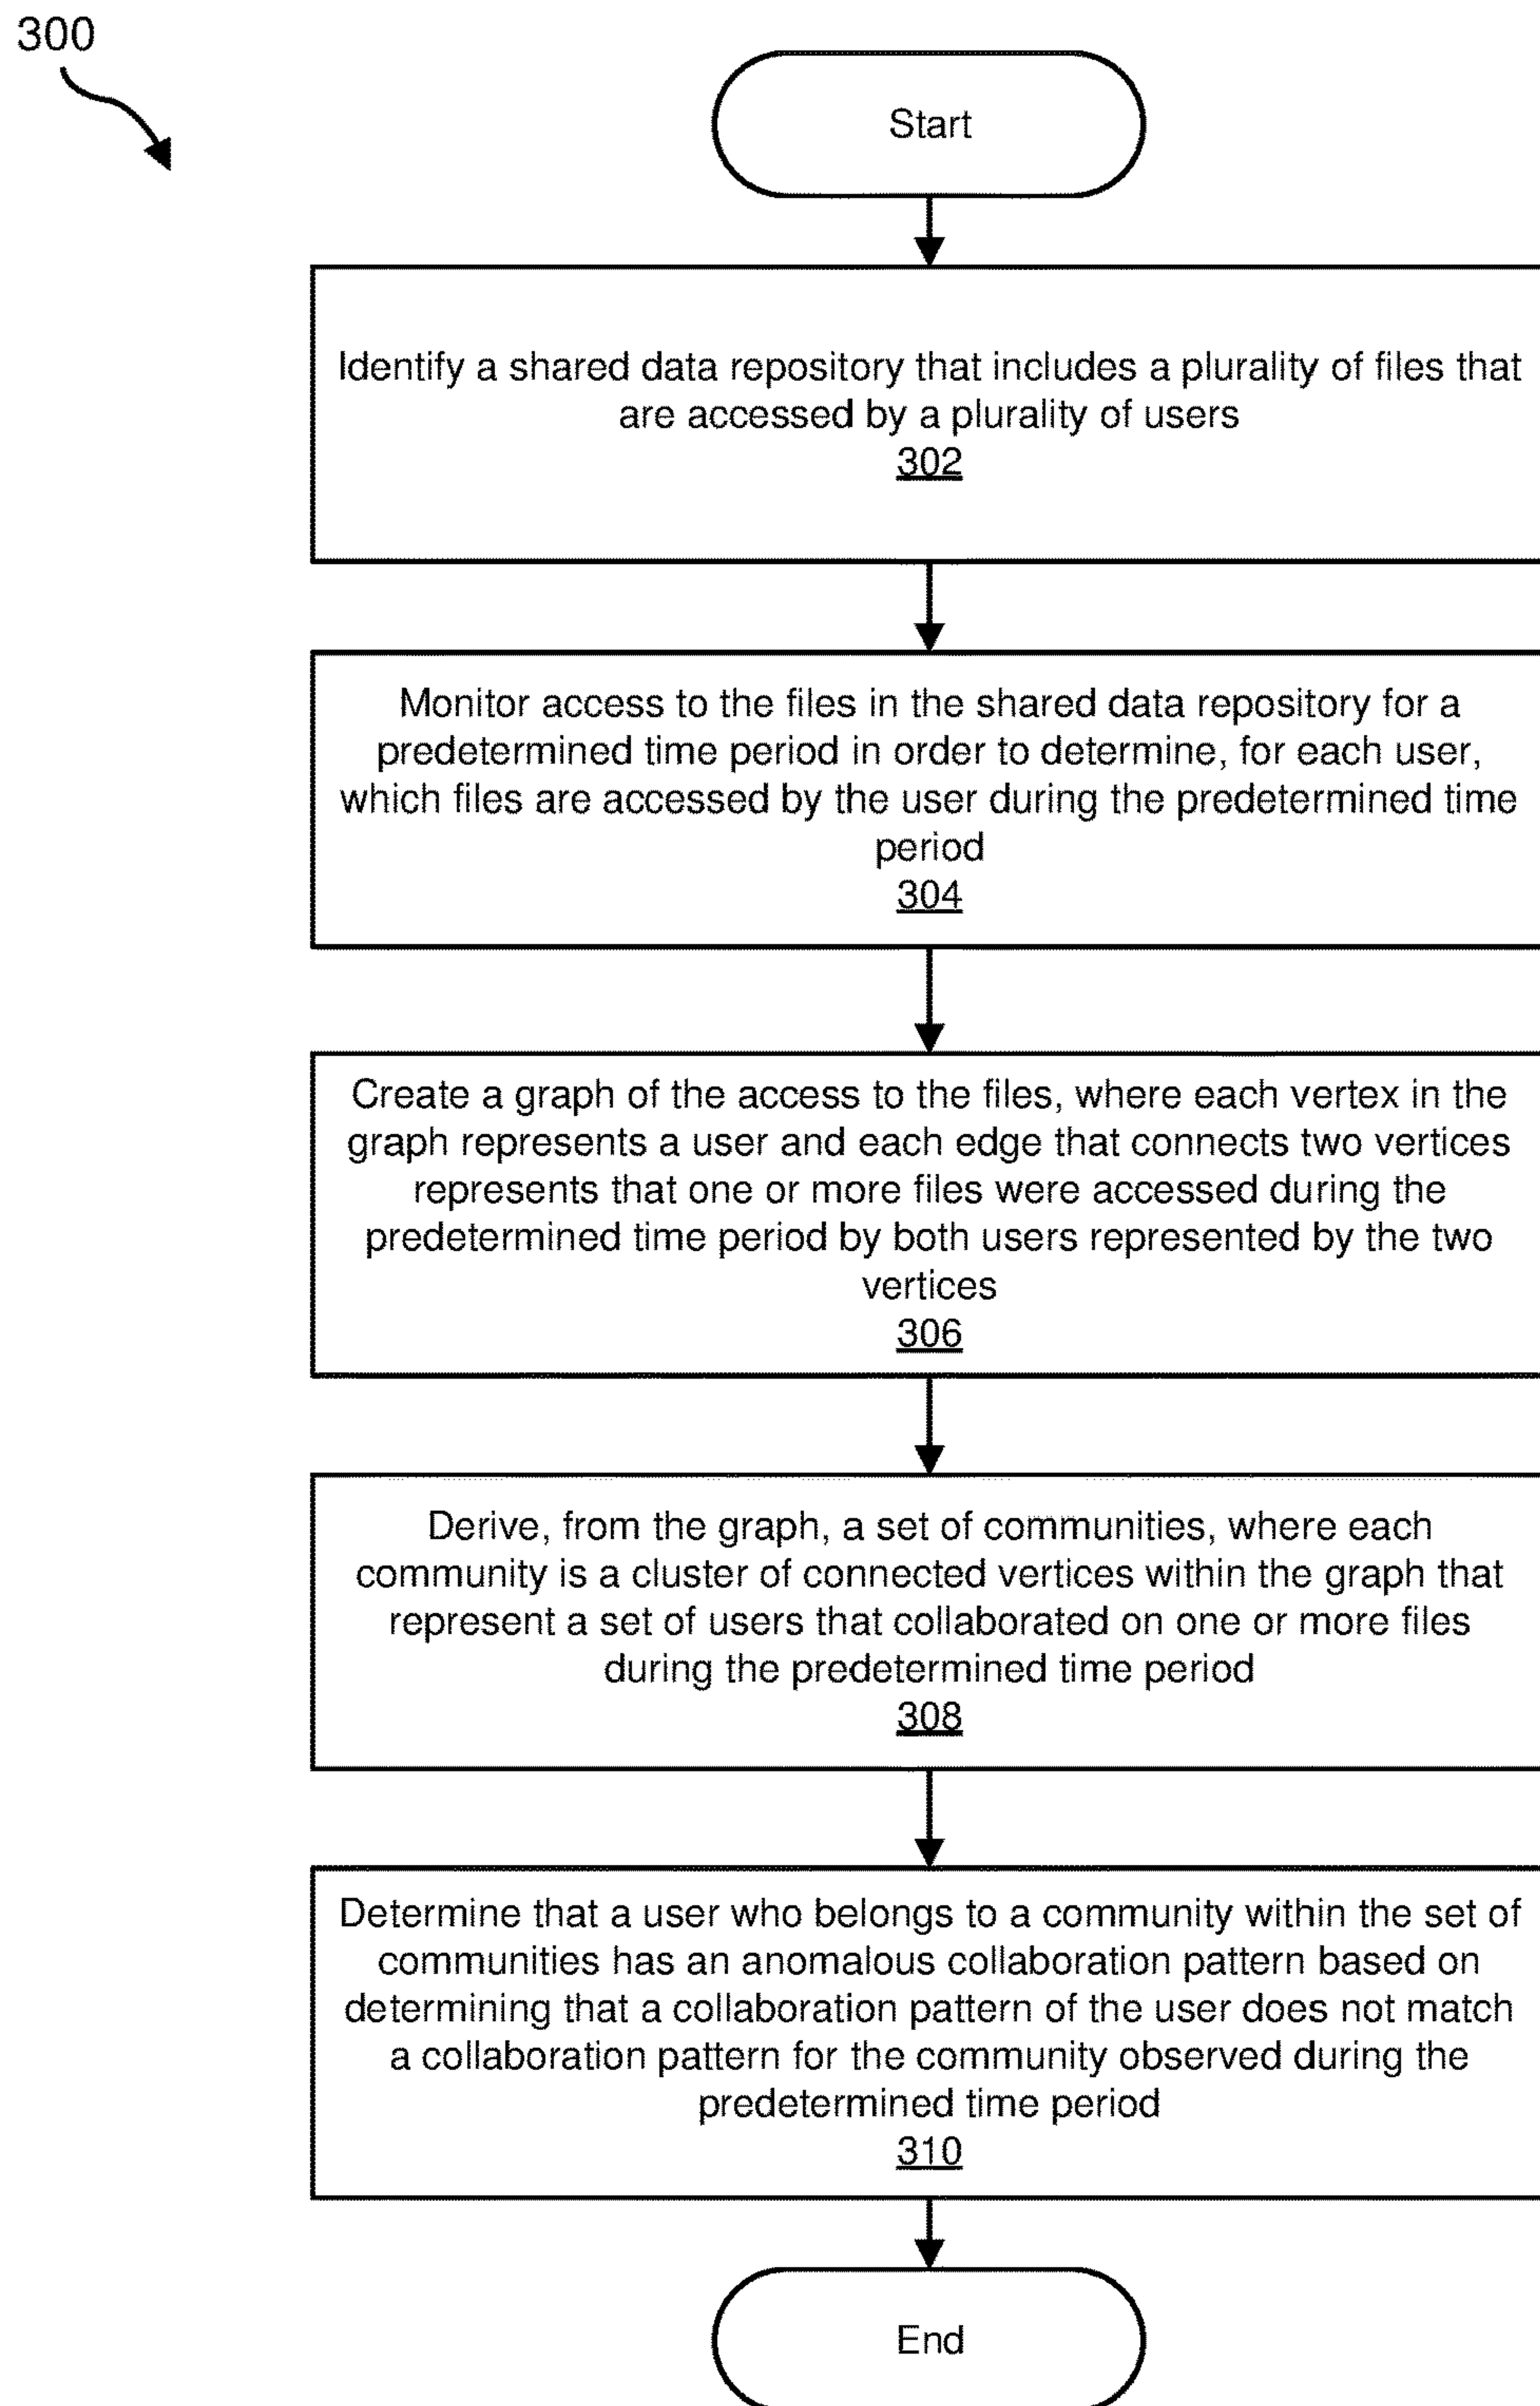 300
Start
Identify a shared data repository that includes a plurality of files that
are accessed by a plurality of users
302
Monitor access to the files in the shared data repository for a
predetermined time period in order to determine, for each user,
which files are accessed by the user during the predetermined time
period
304
Create a graph of the access to the files, where each vertex in the
graph represents a user and each edge that connects two vertices
represents that one or more files were accessed during the
predetermined time period by both users represented by the two
vertices
306
Derive, from the graph, a set of communities, where each
community is a cluster of connected vertices within the graph that
represent a set of users that collaborated on one or more files
during the predetermined time period
308
Determine that a user who belongs to a community within the set of
communities has an anomalous collaboration pattern based on
determining that a collaboration pattern of the user does not match
a collaboration pattern for the community observed during the
predetermined time period
310
End